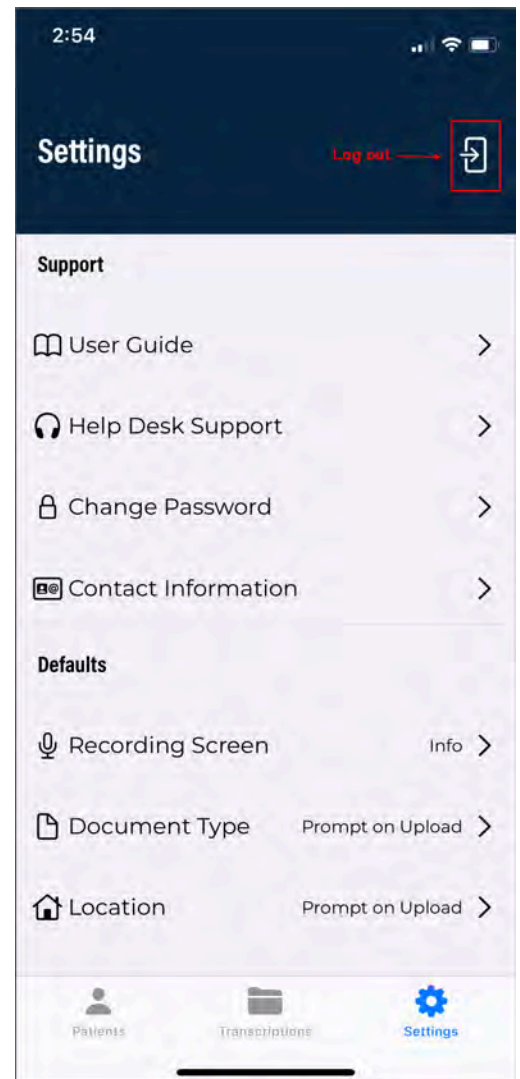 2:54
Settings
Log out
Support
User Guide
Help Desk Support
Change Password
Contact Information
Defaults
Recording Screen Info
Document Type Prompt on Upload
Location Prompt on Upload
Patients Transcriptions Settings